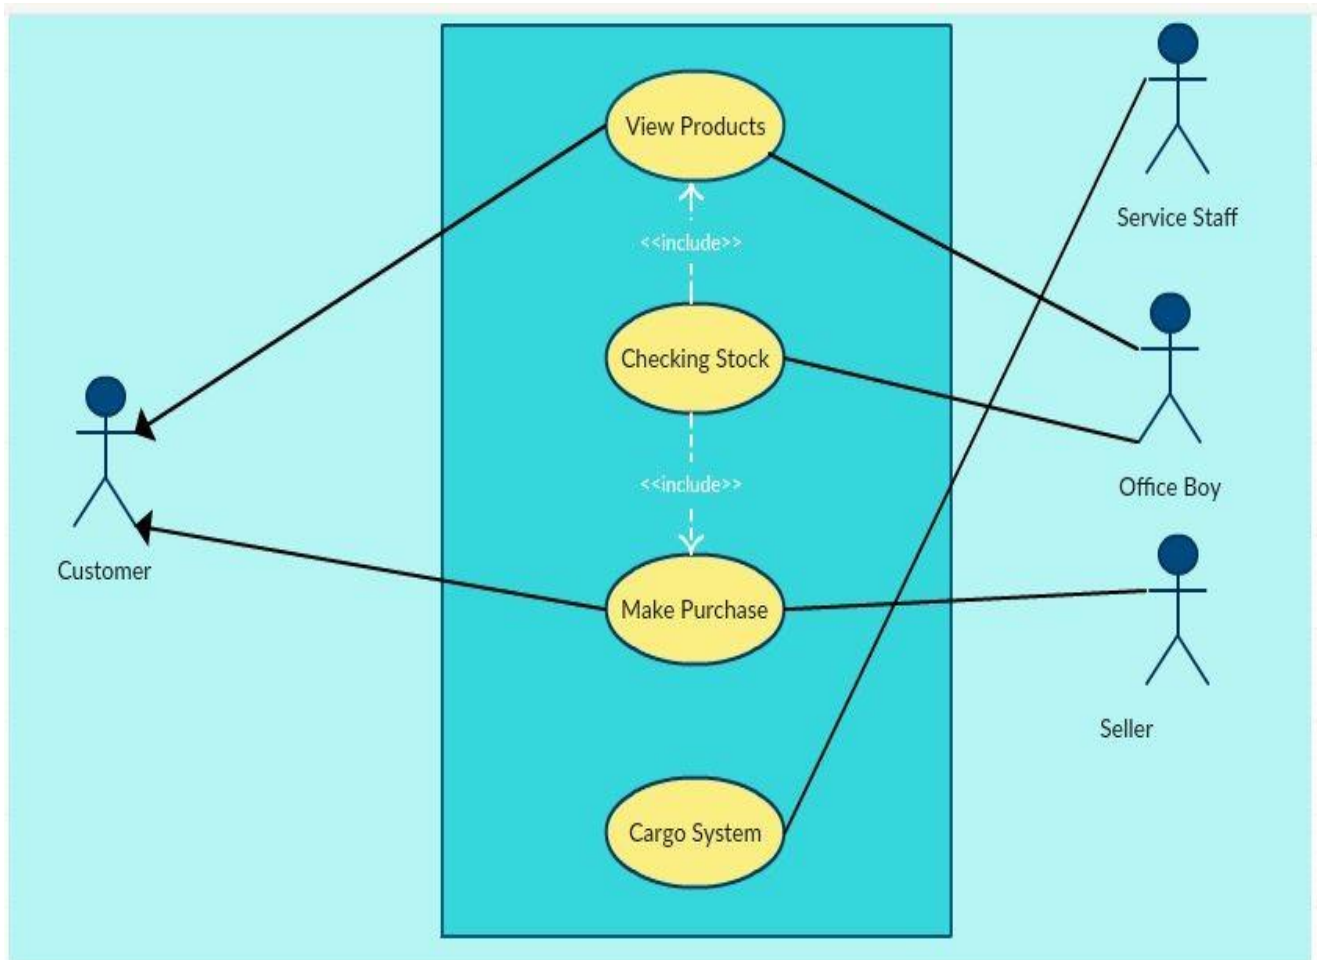 View Products
Service Staff
<<include>>
Checking Stock
Office Boy
<<include>>
Customer
Make Purchase
Seller
Cargo System